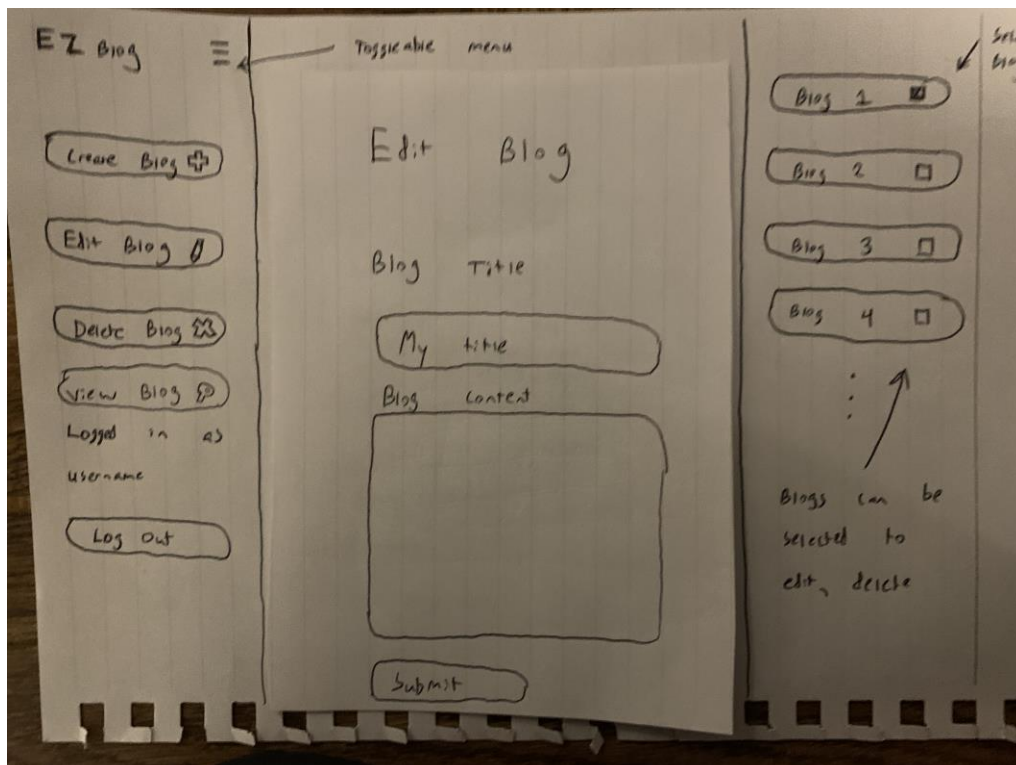 EZ Blog
Create Blog
Edit Blog
Delete Blog
View Blog
Logged in as
username
Log Out
Toggleable menu
Edit Blog
Blog Title
My title
Blog Content
Submit
Blog 1
Blog 2
Blog 3
Blog 4
Blogs can be
selected to
edit, delete